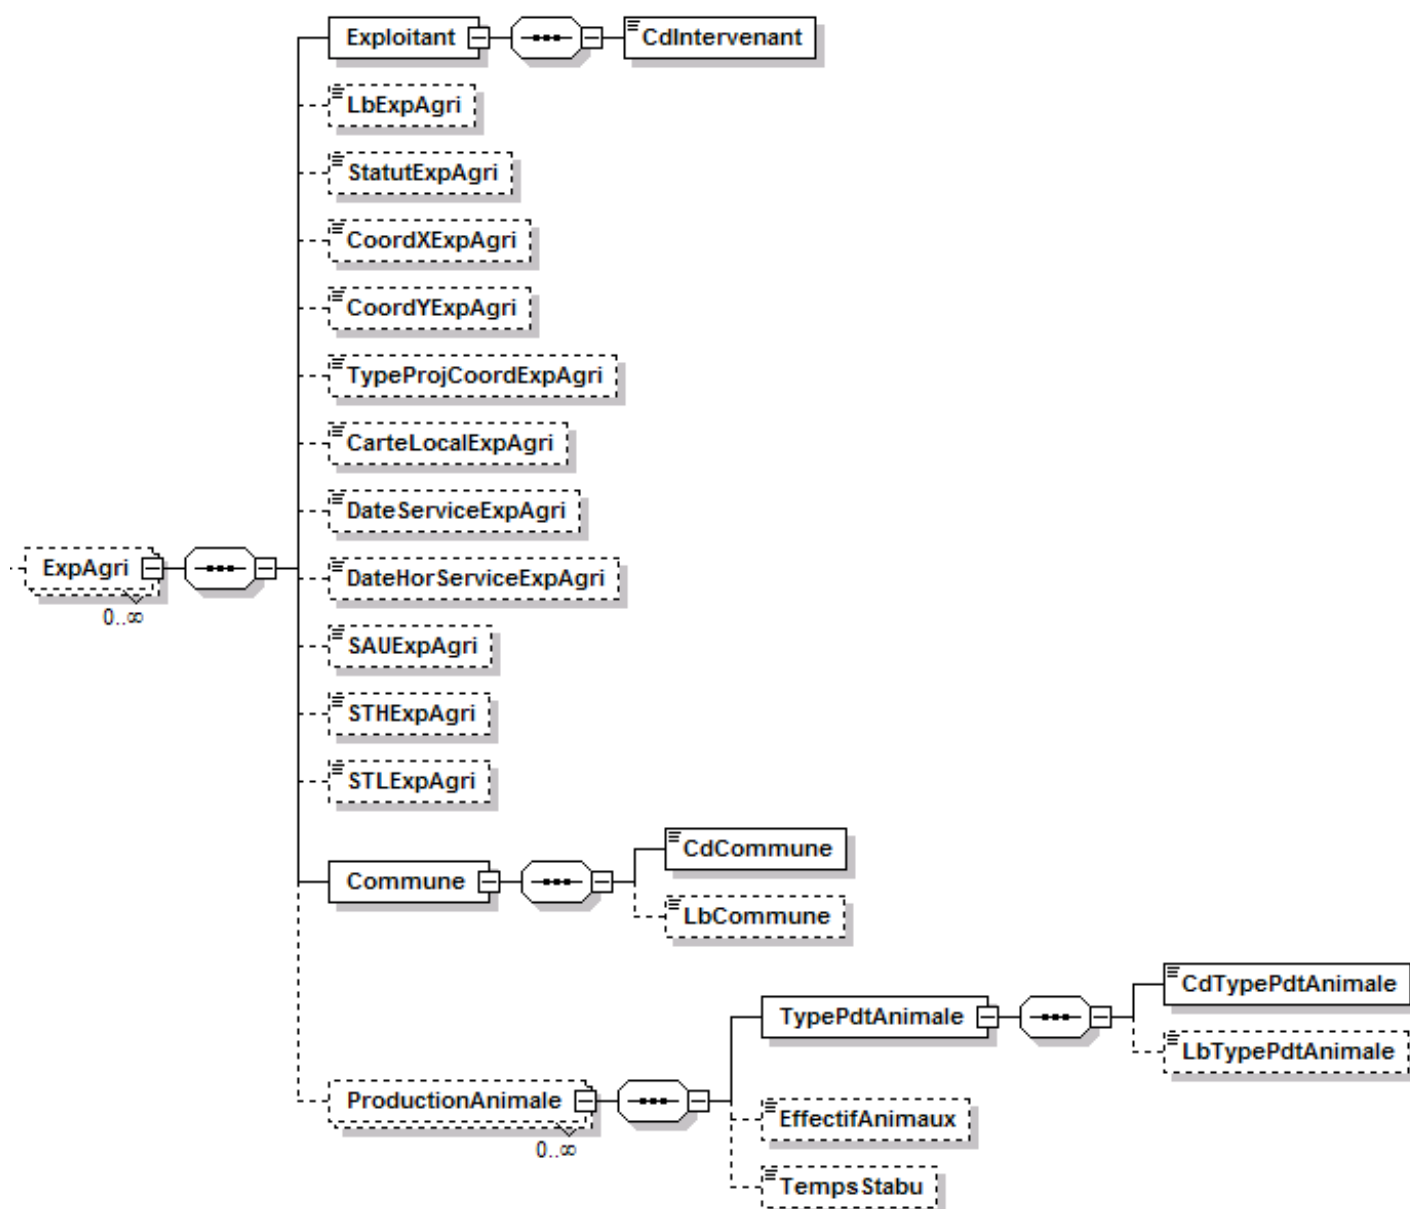 Exploitant
CdIntervenant
LbExpAgri
StatutExpAgri
CoordXExpAgri
CoordYExpAgri
TypeProjCoordExpAgri
CarteLocalExpAgri
DateServiceExpAgri
ExpAgri
0..∞
DateHorServiceExpAgri
SAUExpAgri
STHExpAgri
STLExpAgri
Commune
CdCommune
LbCommune
ProductionAnimale
0..∞
TypePdtAnimale
CdTypePdtAnimale
LbTypePdtAnimale
EffectifAnimaux
TempsStabu